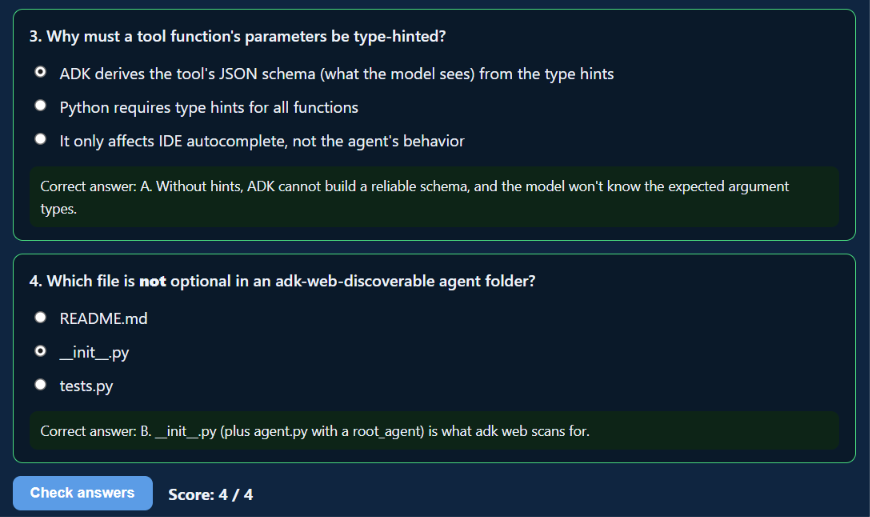 3. Why must a tool function's parameters be type-hinted?
ADK derives the tool's JSON schema (what the model sees) from the type hints
Python requires type hints for all functions
It only affects IDE autocomplete, not the agent's behavior
Correct answer: A. Without hints, ADK cannot build a reliable schema, and the model won't know the expected argument
types.
4. Which file is not optional in an adk-web-discoverable agent folder?
README.md
__init__.py
tests.py
Correct answer: B. __init__.py (plus agent.py with a root_agent) is what adk web scans for.
Check answers Score: 4 / 4